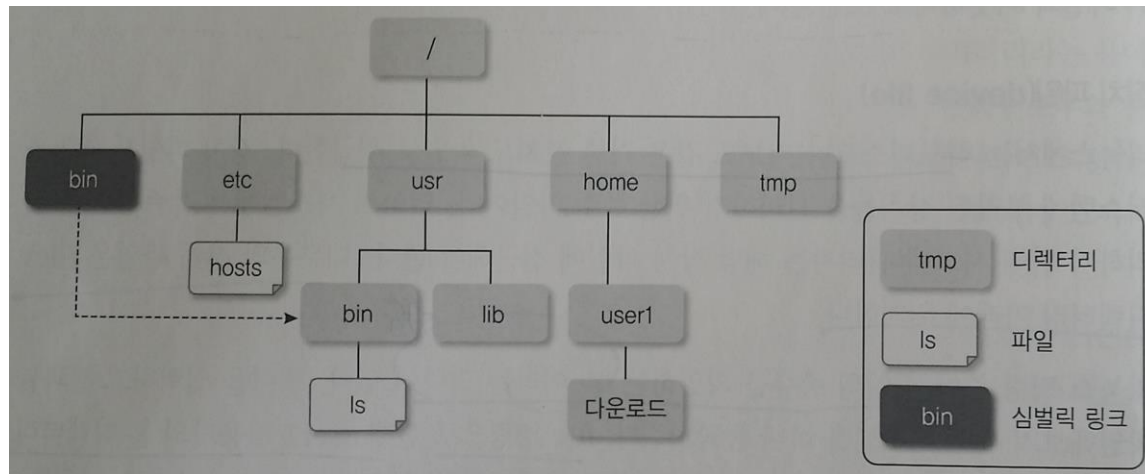 /
bin
etc
usr
home
tmp
hosts
bin
lib
user1
ls
다운로드
tmp 디렉터리
ls 파일
bin 심벌릭 링크